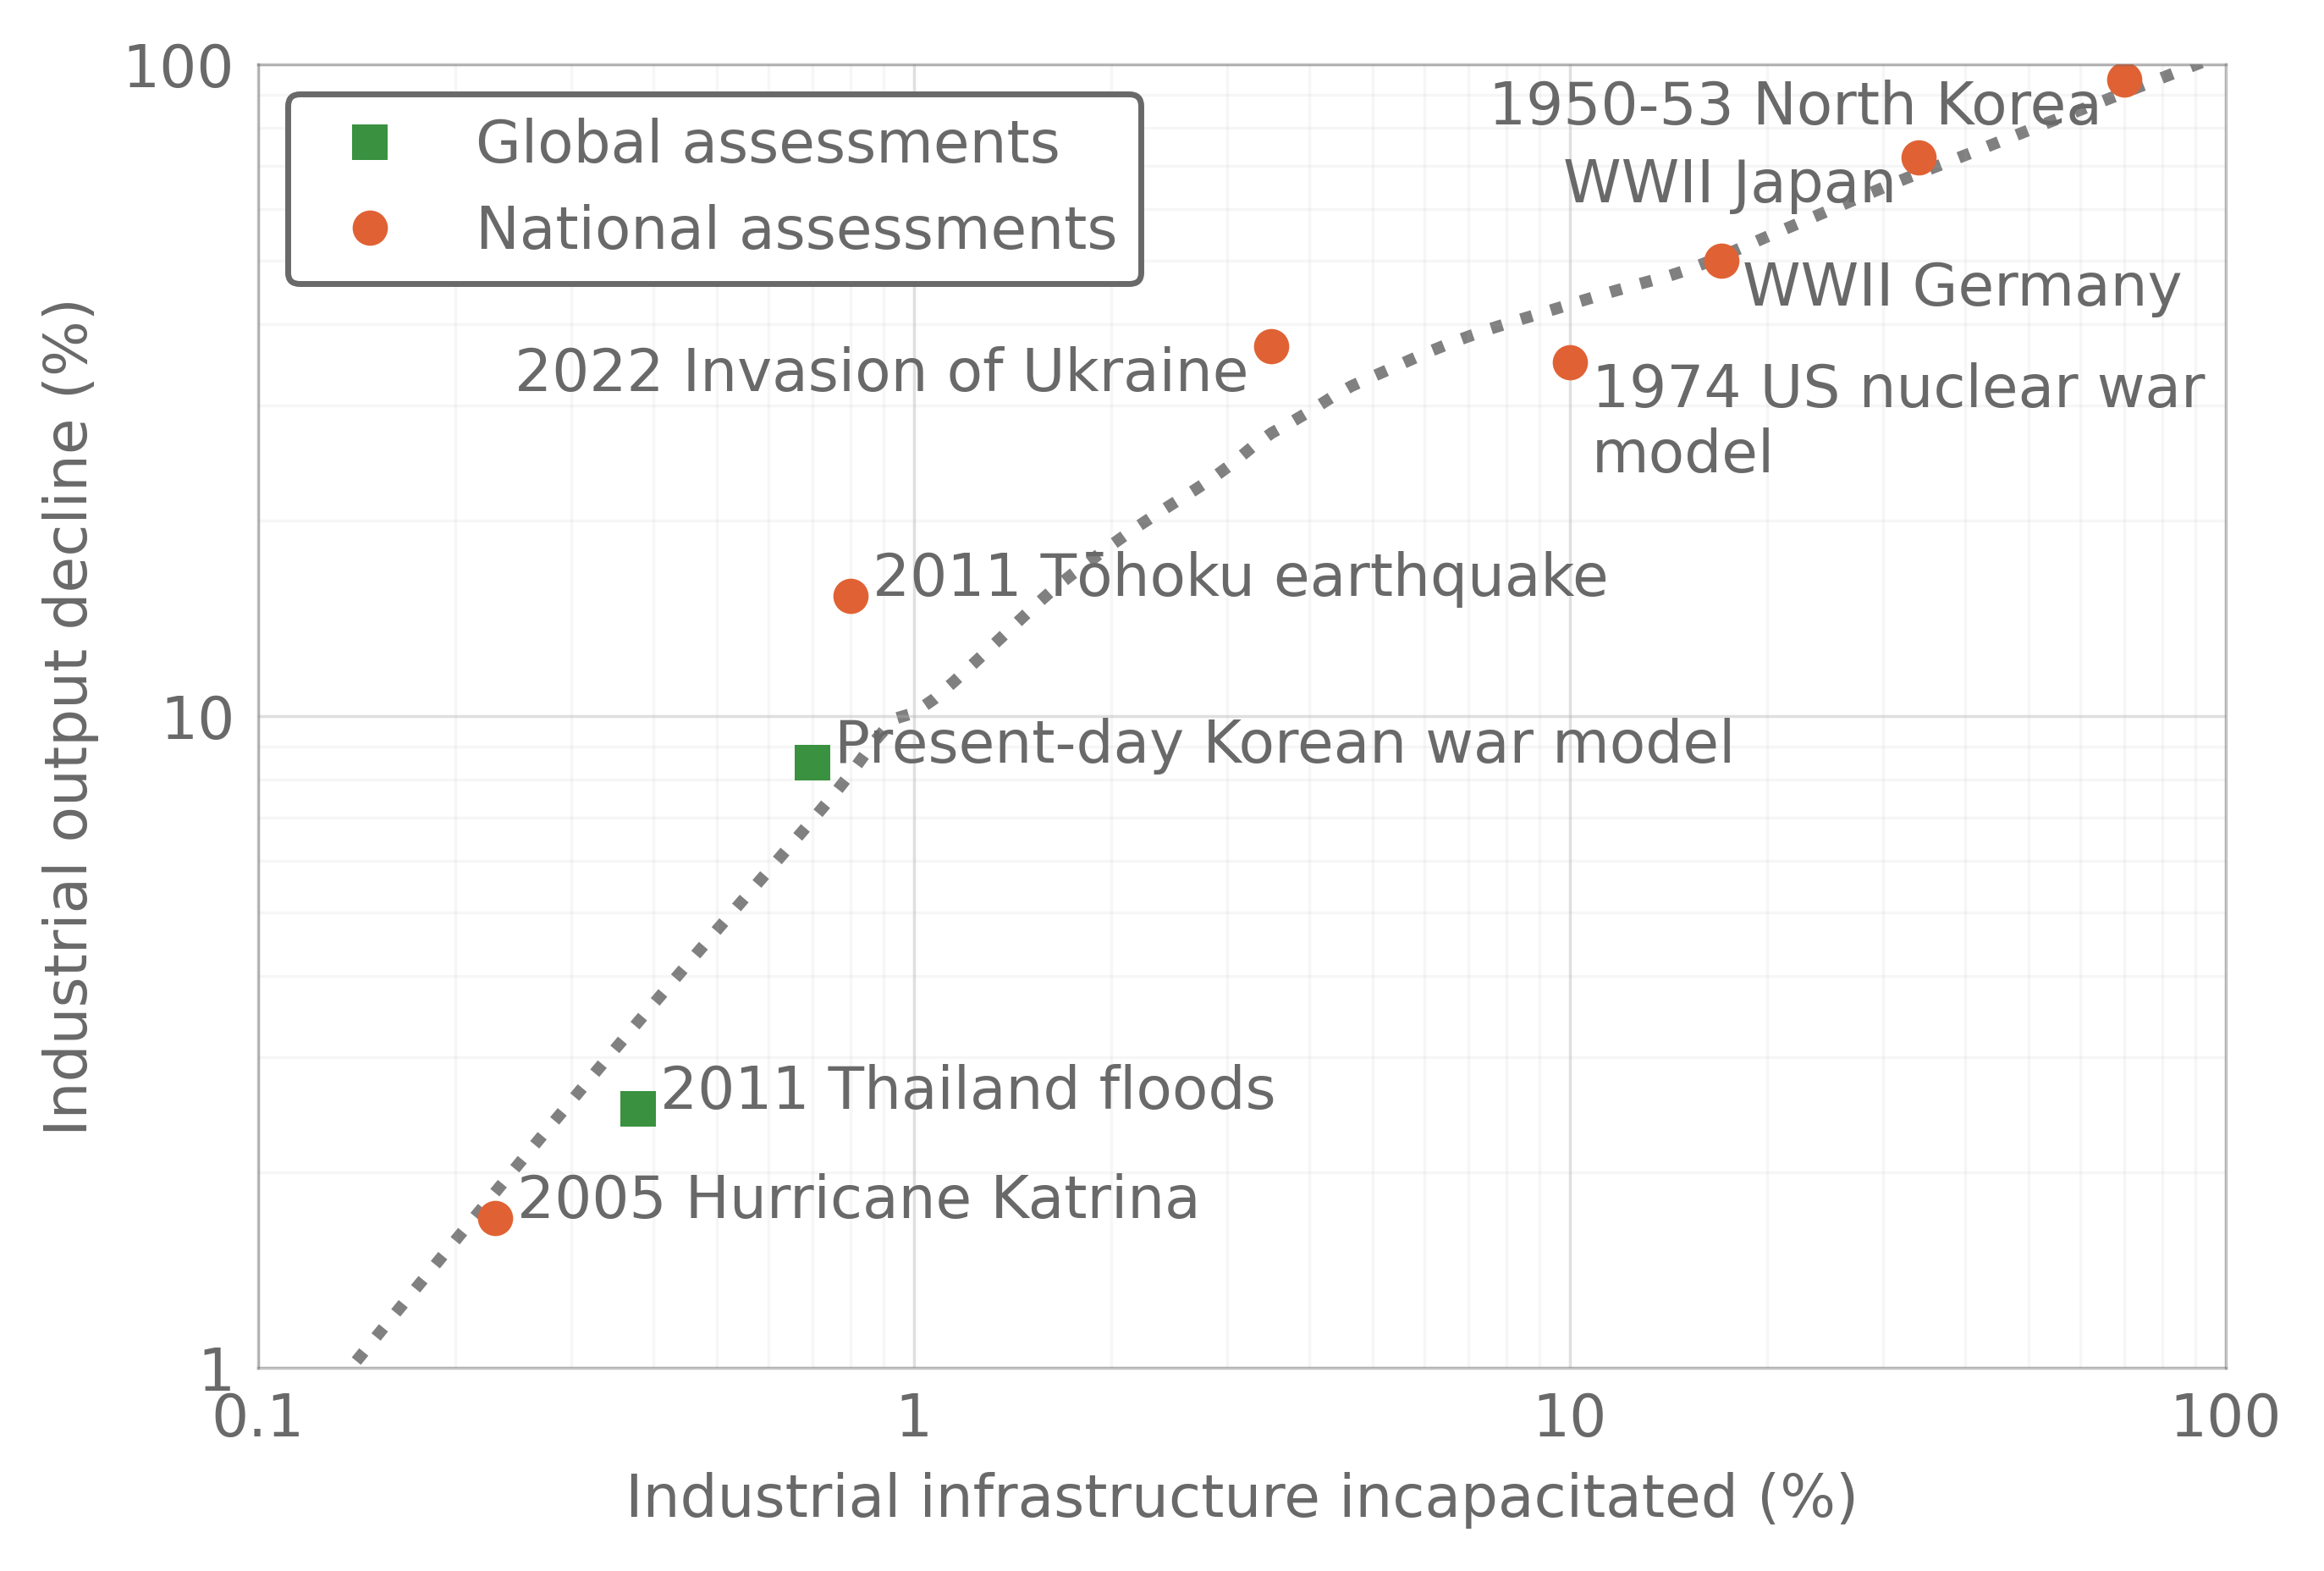 100
Global assessments
National assessments
1950-53 North Korea
WWII Japan
WWII Germany
2022 Invasion of Ukraine
1974 US nuclear war
model
2011 Tōhoku earthquake
10
Present-day Korean war model
2011 Thailand floods
2005 Hurricane Katrina
1
Industrial output decline (%)
0.1
1
10
100
Industrial infrastructure incapacitated (%)